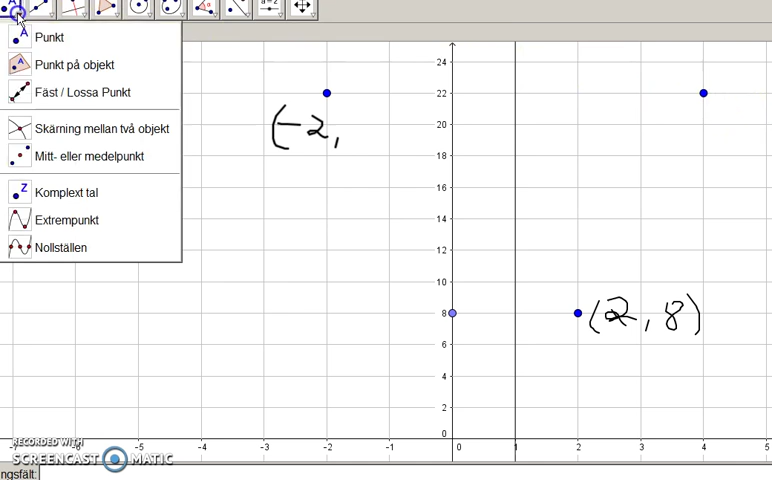 A
a=2
Punkt
Punkt på objekt
Fäst / Lossa Punkt
Skärning mellan två objekt
Mitt- eller medelpunkt
Komplext tal
Extrempunkt
Nollställen
(-2,
(2, 8)
24
22
20
18
16
14
12
10
8
6
4
2
0
-5 -4 -3 -2 -1 0 1 2 3 4 5
RECORDED WITH
SCREENCAST MATIC
ngsfält: